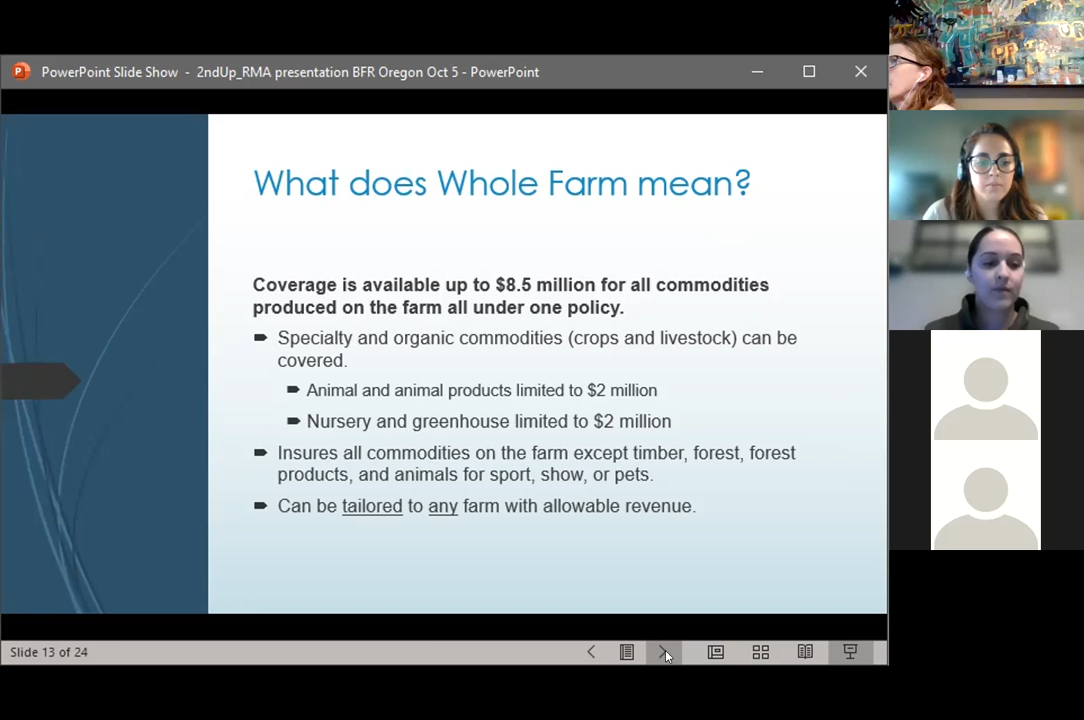 PowerPoint Slide Show - 2ndUp_RMA presentation BFR Oregon Oct 5 - PowerPoint
What does Whole Farm mean?
Coverage is available up to $8.5 million for all commodities
produced on the farm all under one policy.
Specialty and organic commodities (crops and livestock) can be
covered.
Animal and animal products limited to $2 million
Nursery and greenhouse limited to $2 million
Insures all commodities on the farm except timber, forest, forest
products, and animals for sport, show, or pets.
Can be tailored to any farm with allowable revenue.
Slide 13 of 24